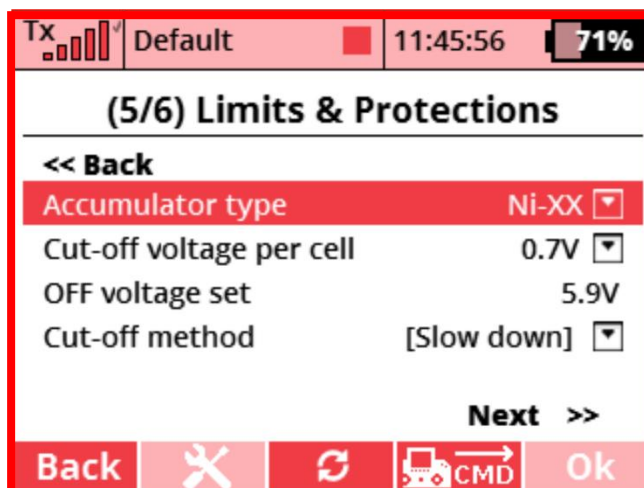 Tx Default 11:45:56 71%
(5/6) Limits & Protections
<< Back
Accumulator type Ni-XX
Cut-off voltage per cell 0.7V
OFF voltage set 5.9V
Cut-off method [Slow down]
Next >>
Back CMD Ok